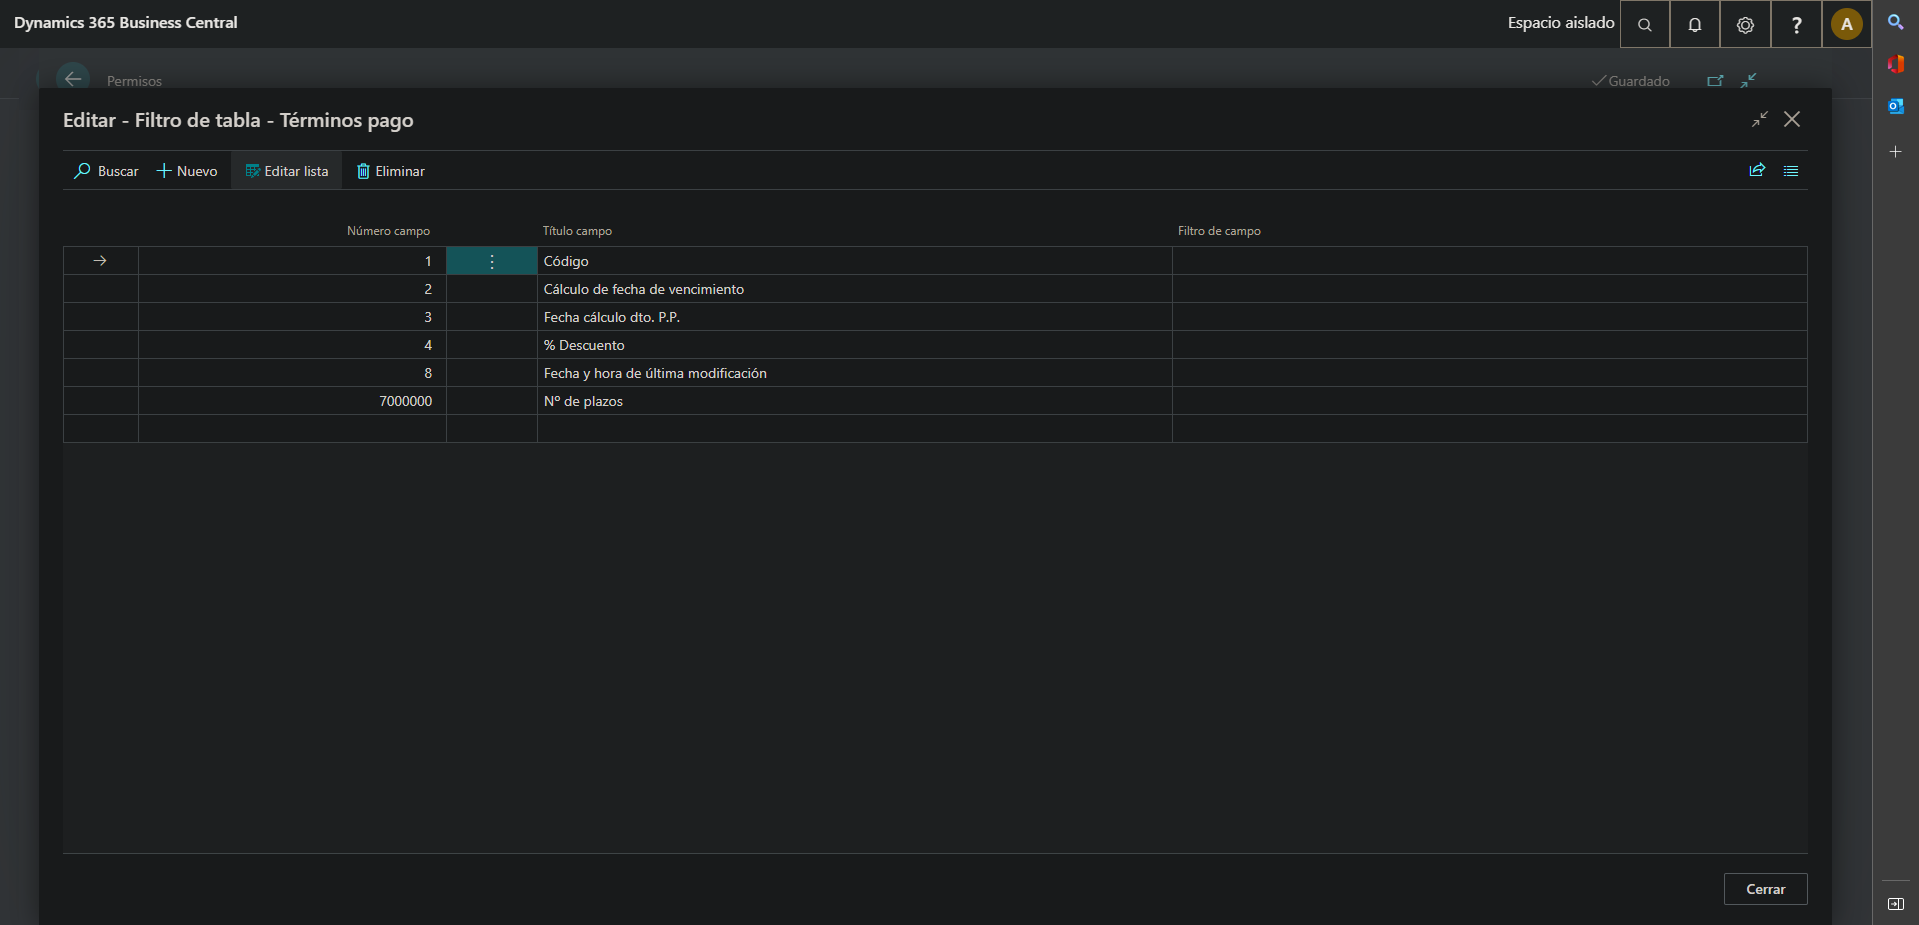 Dynamics 365 Business Central
Espacio aislado
?
A
Permisos
Guardado
Editar - Filtro de tabla - Términos pago
Buscar
Nuevo
Editar lista
Eliminar
Número campo
Título campo
Filtro de campo
1
Código
2
Cálculo de fecha de vencimiento
3
Fecha cálculo dto. P.P.
4
% Descuento
8
Fecha y hora de última modificación
7000000
Nº de plazos
Cerrar